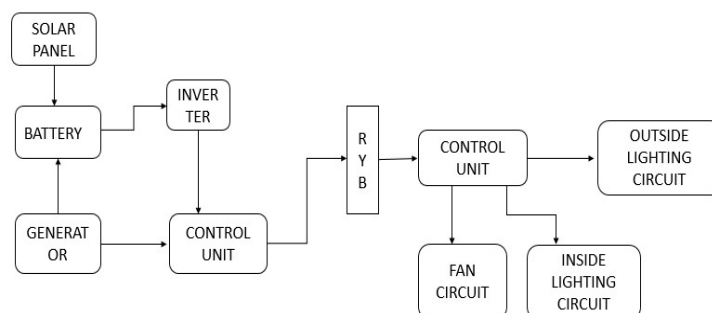 SOLAR
PANEL
BATTERY
INVER
TER
GENERAT
OR
CONTROL
UNIT
R
Y
B
CONTROL
UNIT
OUTSIDE
LIGHTING
CIRCUIT
FAN
CIRCUIT
INSIDE
LIGHTING
CIRCUIT